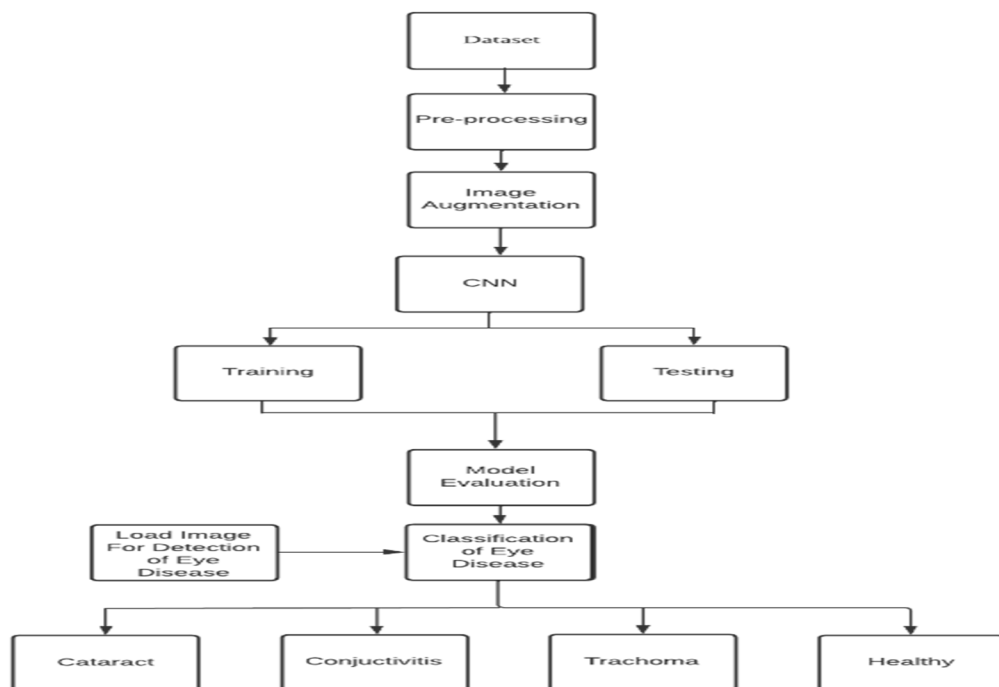 Dataset
Pre-processing
Image
Augmentation
CNN
Training
Testing
Model
Evaluation
Load Image
For Detection
of Eye
Disease
Classification
of Eye
Disease
Cataract
Conjuctivitis
Trachoma
Healthy